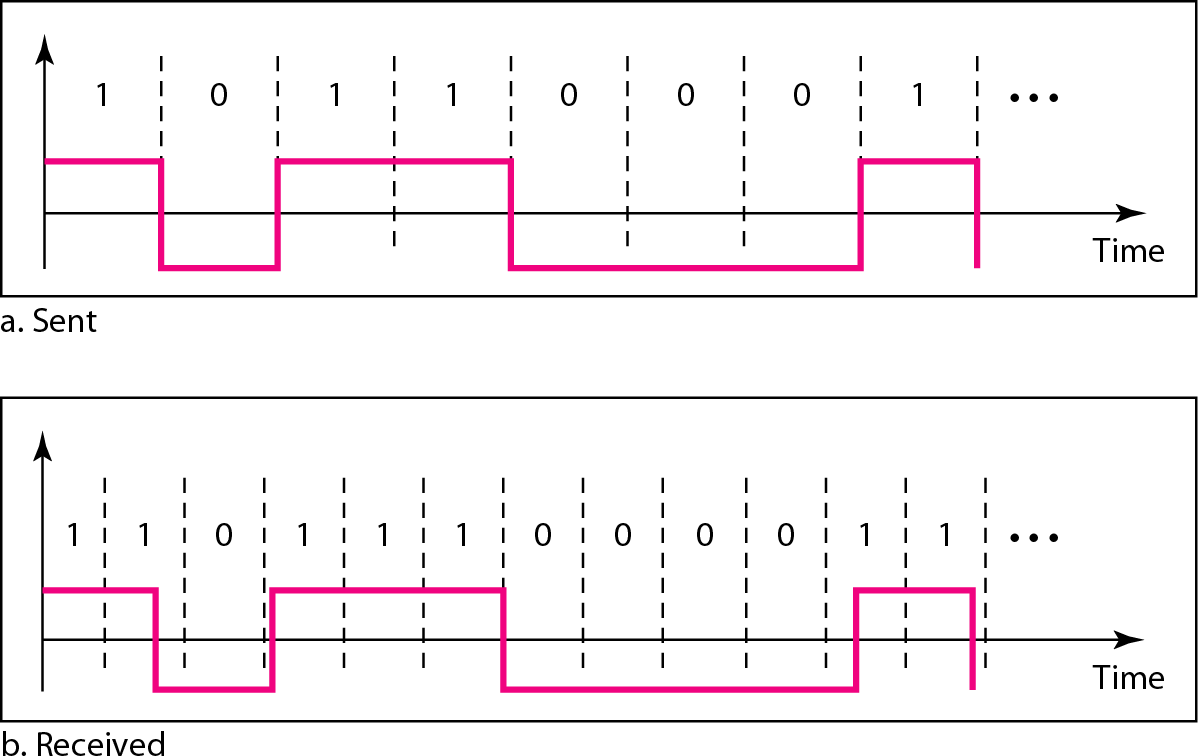 1 0 1 1 0 0 0 1 •••
Time
a. Sent
1 1 0 1 1 1 0 0 0 0 1 1 •••
Time
b. Received